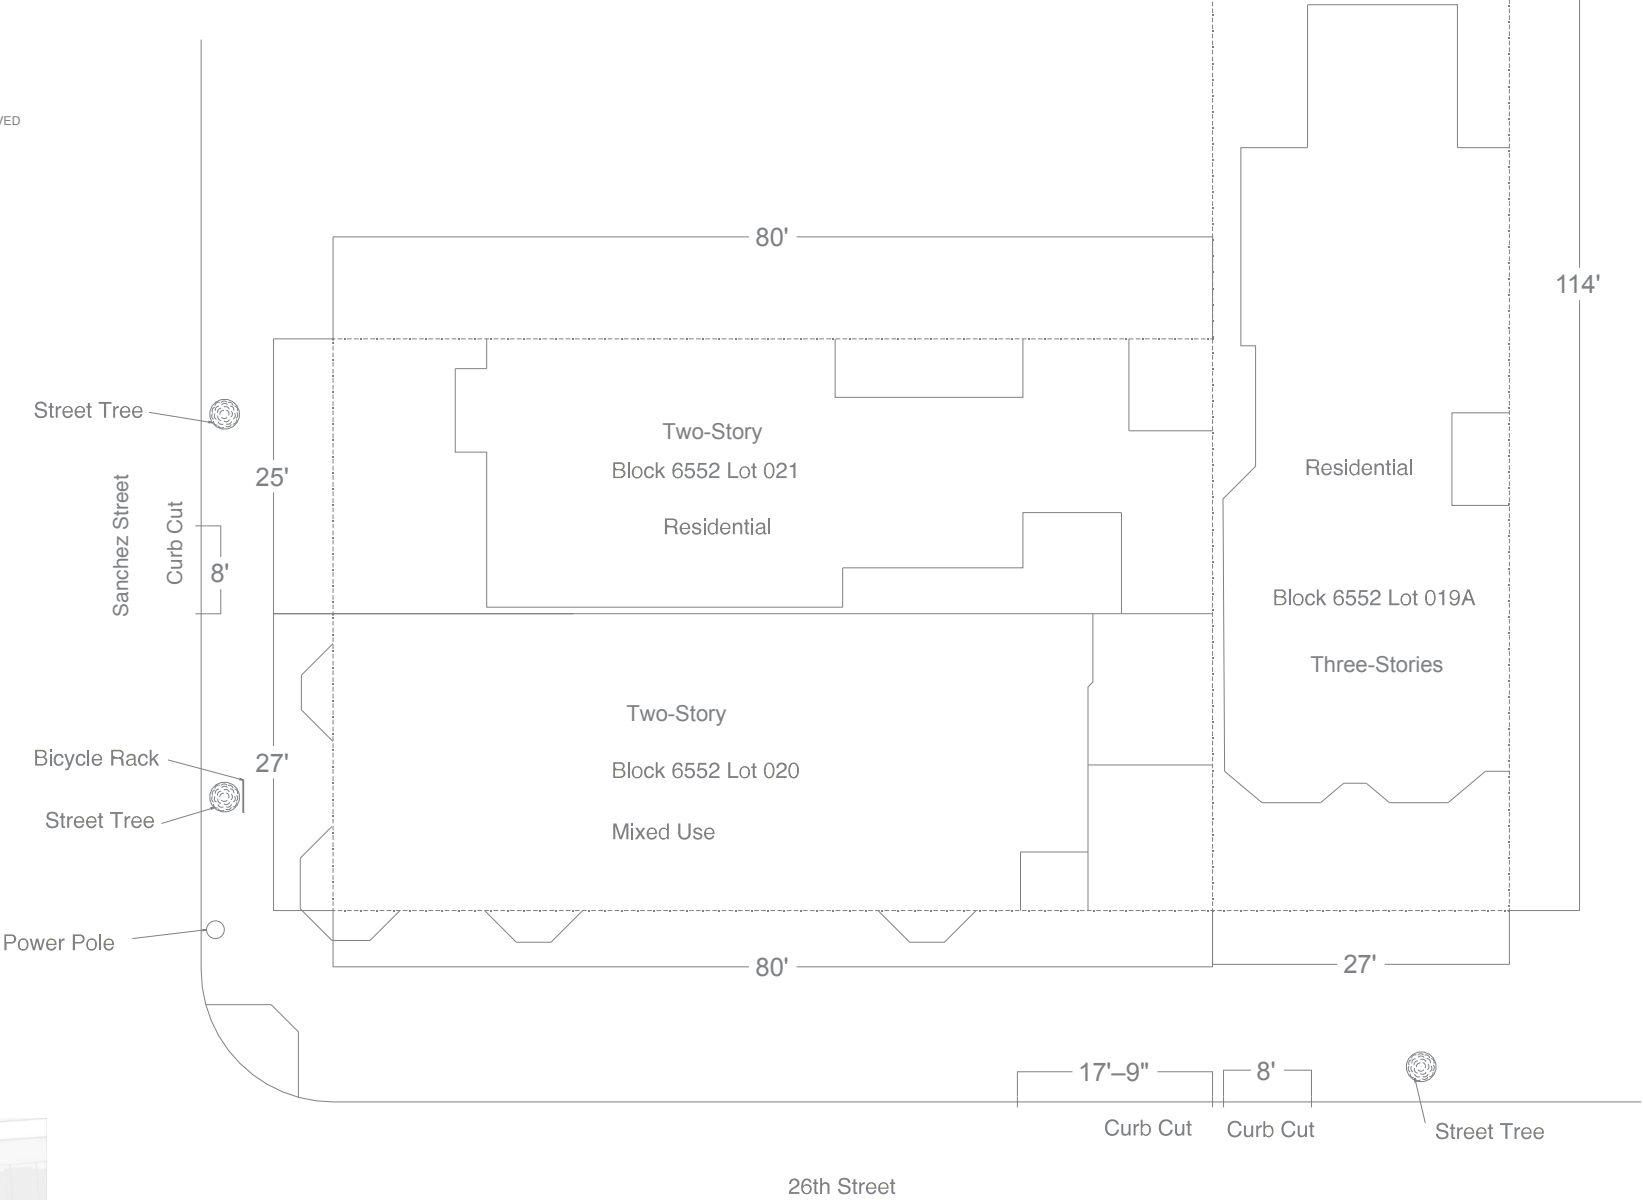 VED
80'
114'
Street Tree
Two-Story
Block 6552 Lot 021
Residential
25'
Residential
Sanchez Street
Curb Cut
8'
Block 6552 Lot 019A
Three-Stories
Two-Story
Block 6552 Lot 020
Mixed Use
Bicycle Rack
27'
Street Tree
Power Pole
80'
27'
17'–9"
8'
Curb Cut
Curb Cut
Street Tree
26th Street